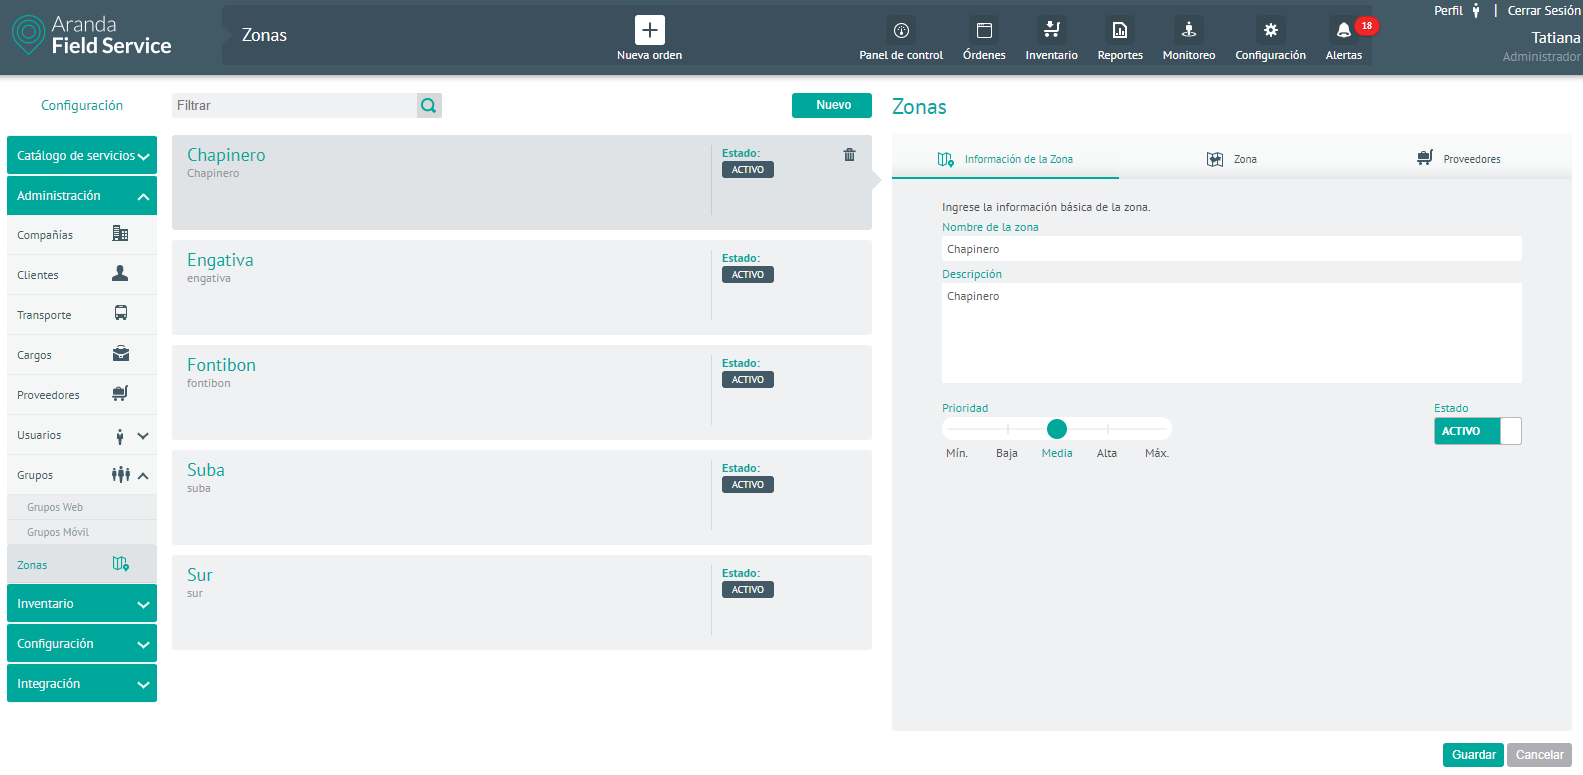 Aranda
Field Service
Zonas
Nueva orden
Panel de control
Órdenes
Inventario
Reportes
Monitoreo
Configuración
Alertas
18
Perfil | Cerrar Sesión
Tatiana
Administrador
Configuración
Catálogo de servicios
Administración
Compañías
Clientes
Transporte
Cargos
Proveedores
Usuarios
Grupos
Grupos Web
Grupos Móvil
Zonas
Inventario
Configuración
Integración
Filtrar
Nuevo
Chapinero
Chapinero
Estado:
ACTIVO
Engativa
engativa
Estado:
ACTIVO
Fontibon
fontibon
Estado:
ACTIVO
Suba
suba
Estado:
ACTIVO
Sur
sur
Estado:
ACTIVO
Zonas
Información de la Zona
Zona
Proveedores
Ingrese la información básica de la zona.
Nombre de la zona
Chapinero
Descripción
Chapinero
Prioridad
Mín. Baja Media Alta Máx.
Estado
ACTIVO
Guardar
Cancelar